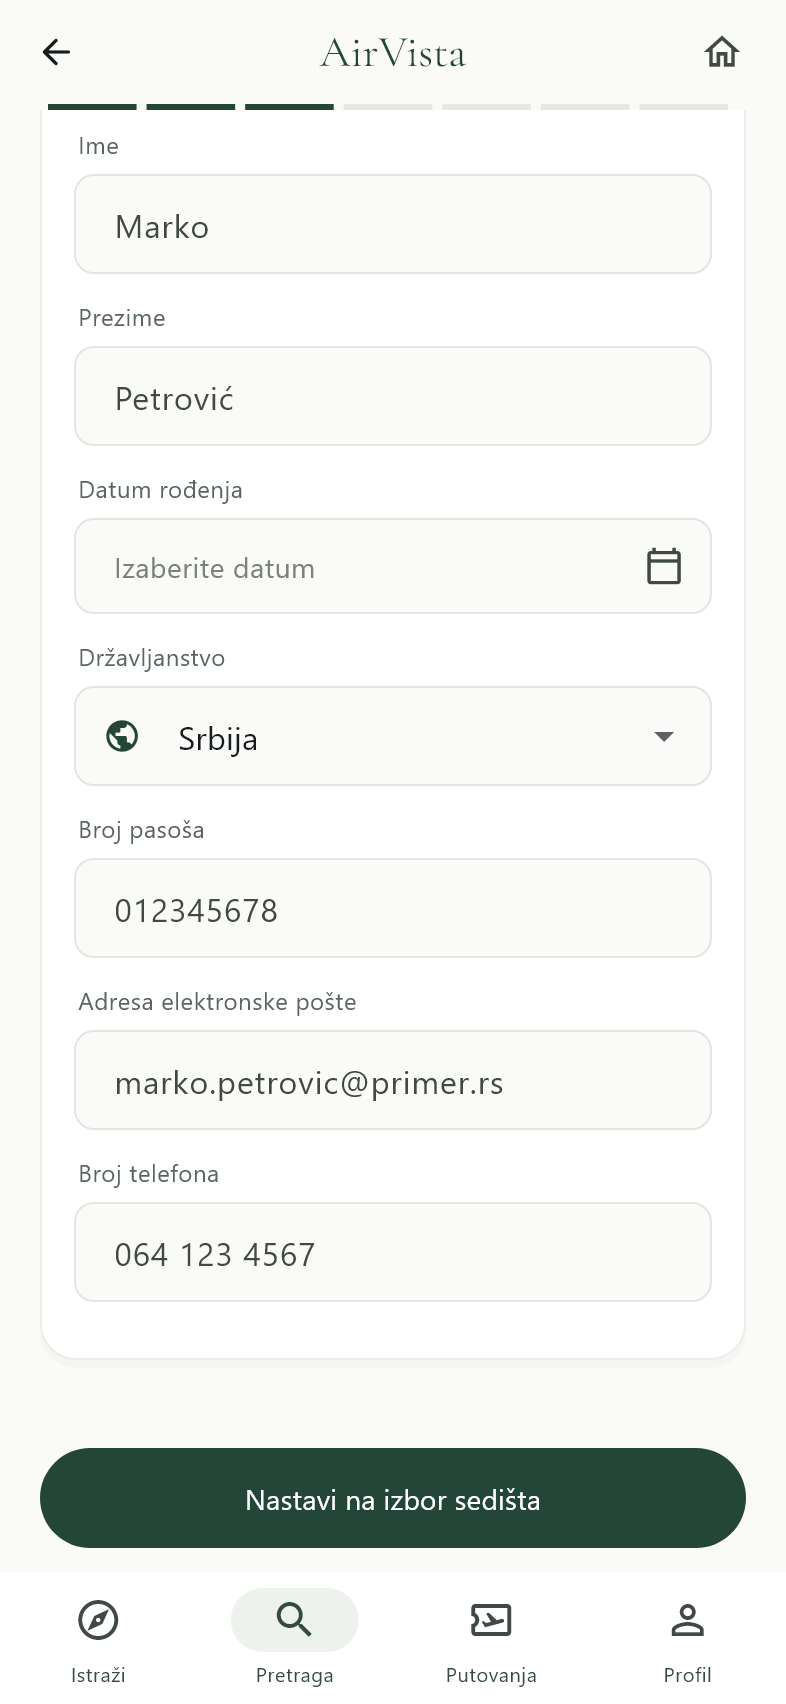 AirVista
Ime
Marko
Prezime
Petrović
Datum rođenja
Izaberite datum
Državljanstvo
Srbija
Broj pasoša
012345678
Adresa elektronske pošte
marko.petrovic@primer.rs
Broj telefona
064 123 4567
Nastavi na izbor sedišta
Istraži
Pretraga
Putovanja
Profil